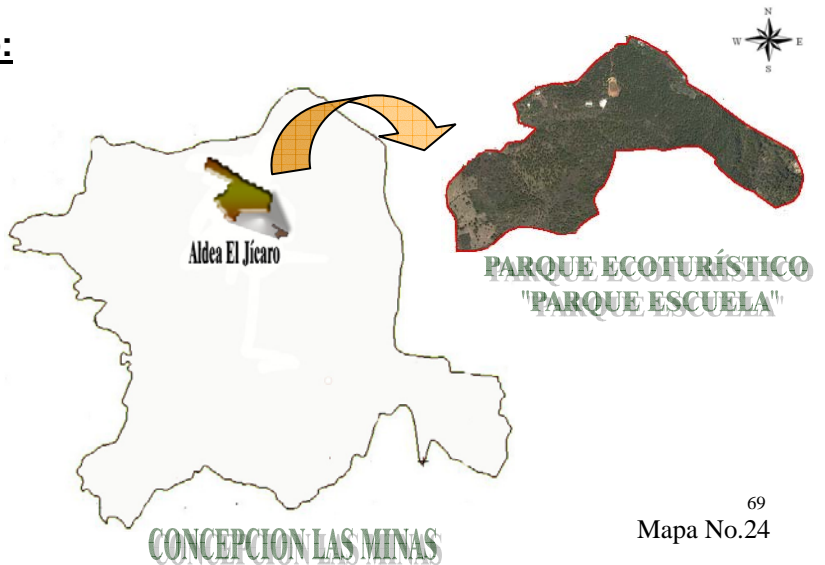 :
N
W E
S
Aldea El Jícaro
PARQUE ECOTURÍSTICO
"PARQUE ESCUELA"
CONCEPCION LAS MINAS
69
Mapa No.24